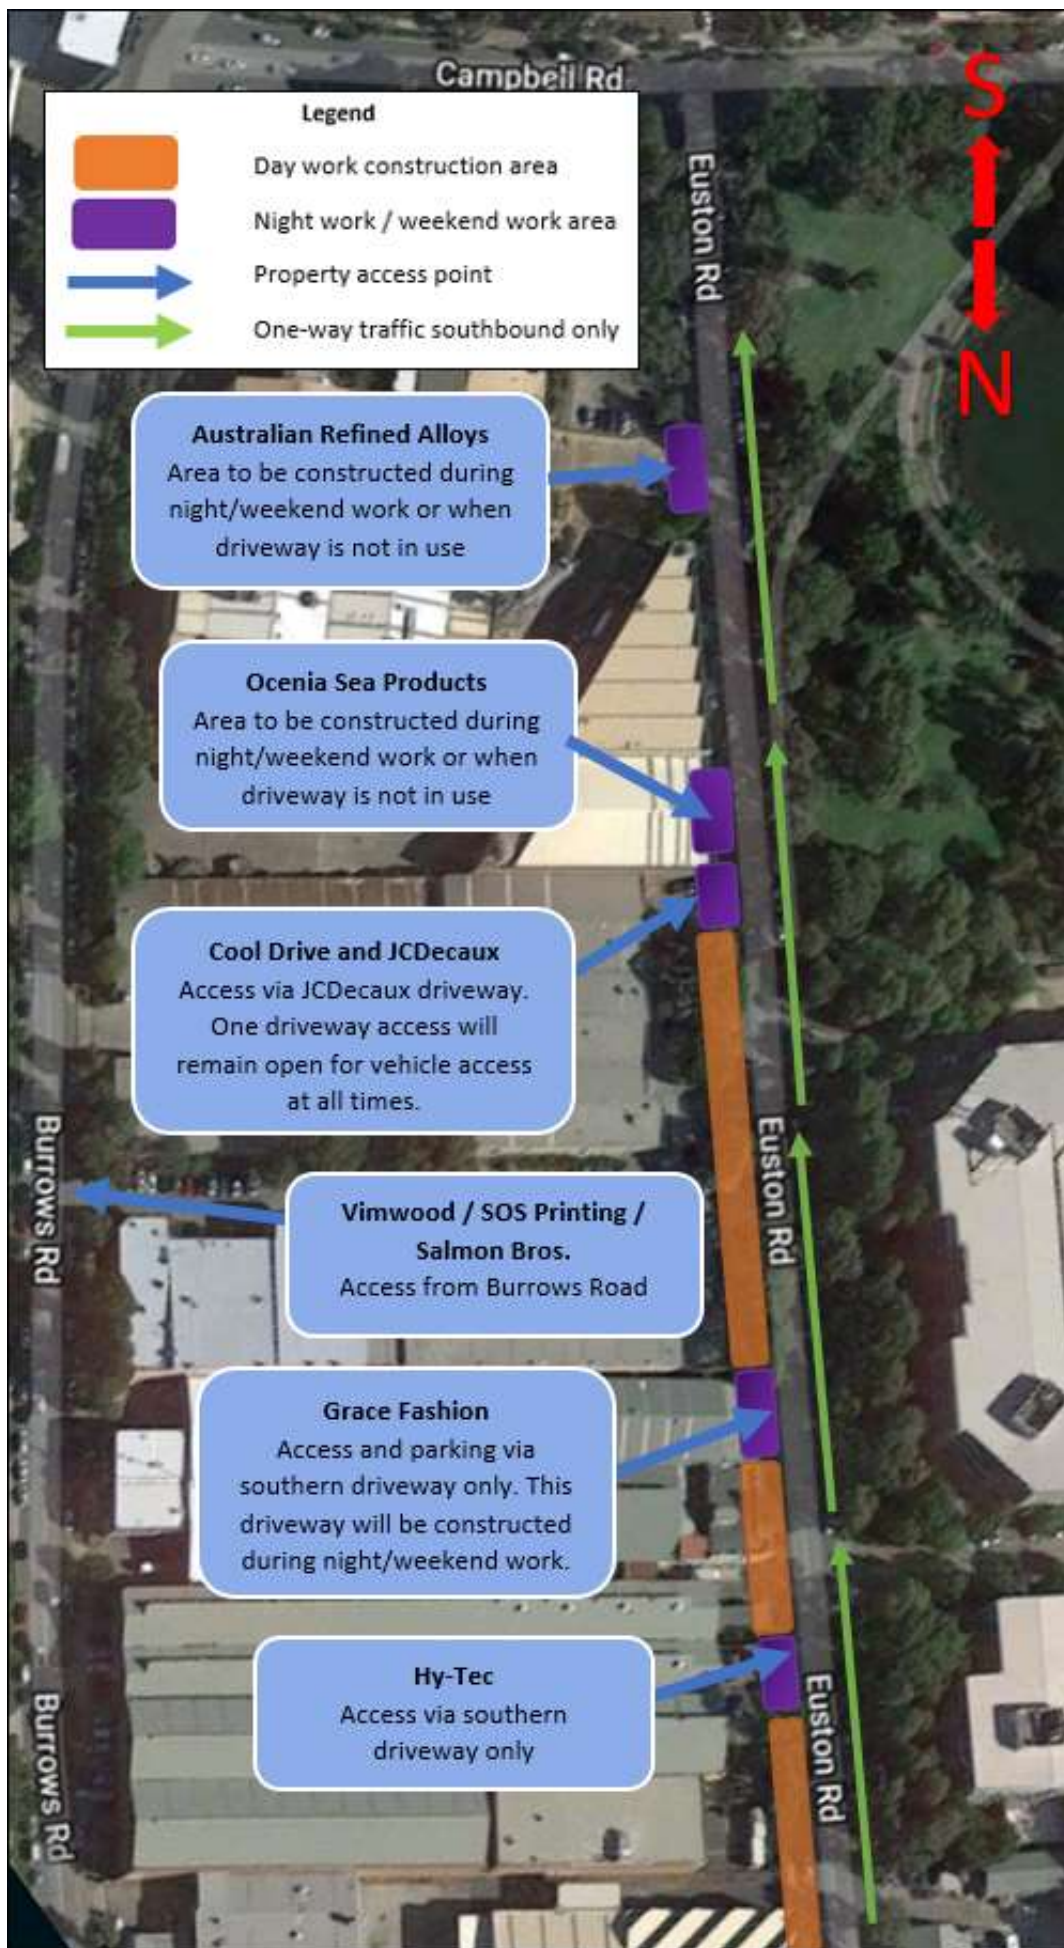 Campbell Rd
S
Legend
Day work construction area
Night work / weekend work area
Property access point
One-way traffic southbound only
Euston Rd
N
Australian Refined Alloys
Area to be constructed during
night/weekend work or when
driveway is not in use
Ocenia Sea Products
Area to be constructed during
night/weekend work or when
driveway is not in use
Cool Drive and JCDecaux
Access via JCDecaux driveway.
One driveway access will
remain open for vehicle access
at all times.
Burrows Rd
Euston Rd
Vimwood / SOS Printing /
Salmon Bros.
Access from Burrows Road
Grace Fashion
Access and parking via
southern driveway only. This
driveway will be constructed
during night/weekend work.
Hy-Tec
Access via southern
driveway only
Euston Rd
Burrows Rd